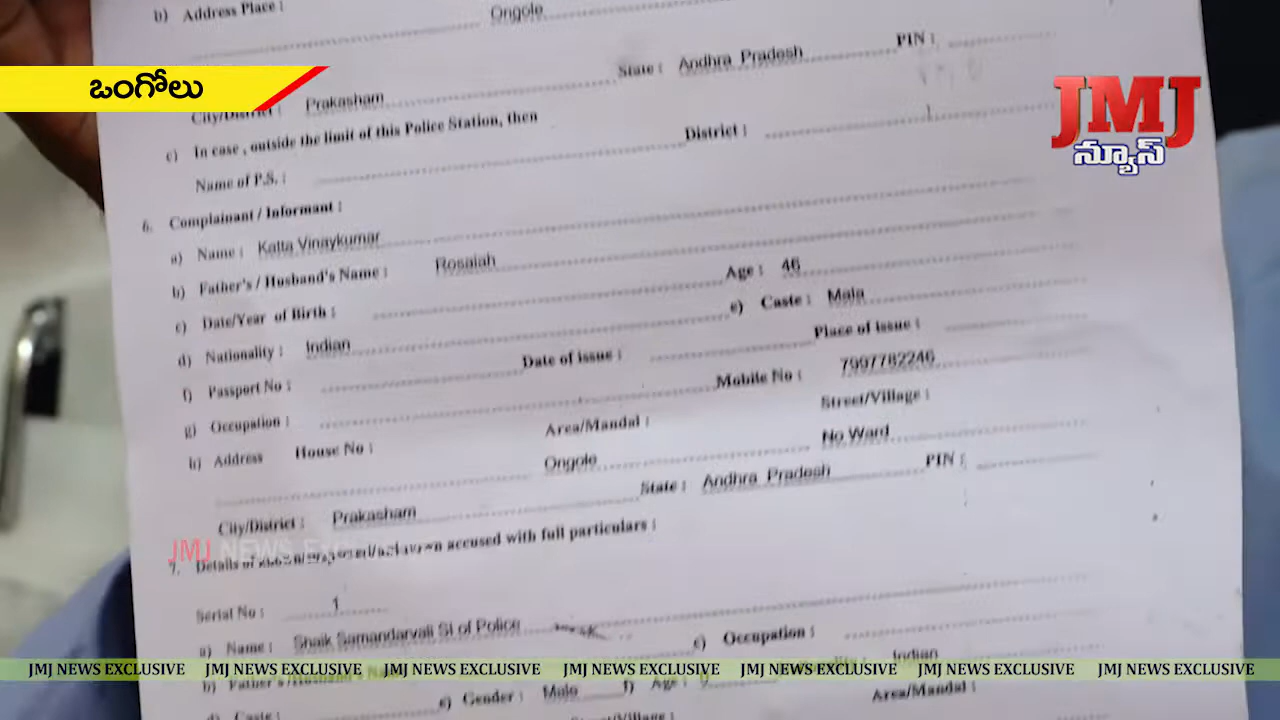 b) Address Place : Ongole
City/District : Prakasham State : Andhra Pradesh PIN :
c) In case , outside the limit of this Police Station, then
Name of P.S. : District :
6. Complainant / Informant :
a) Name : Katta Vinaykumar
b) Father's / Husband's Name : Rosaiah
c) Date/Year of Birth : Age : 46
d) Nationality : Indian e) Caste : Mala
f) Passport No : Date of issue : Place of issue :
g) Occupation : Mobile No : 7997782246
h) Address House No : Area/Mandal : Street/Village :
Ongole No Ward
City/District : Prakasham State : Andhra Pradesh PIN :
7. Details of accused with full particulars :
Serial No : 1
a) Name: Shaik Samandarvali SI of Police
b) Father's/Husband's c) Occupation :
Indian
d) Caste : e) Gender : Male f) Age : 0
Street/Village : Area/Mandal :
ఒంగోలు
JMJ
న్యూస్
JMJ NEWS
JMJ NEWS EXCLUSIVE JMJ NEWS EXCLUSIVE JMJ NEWS EXCLUSIVE JMJ NEWS EXCLUSIVE JMJ NEWS EXCLUSIVE JMJ NEWS EXCLUSIVE JMJ NEWS EXCLUSIVE